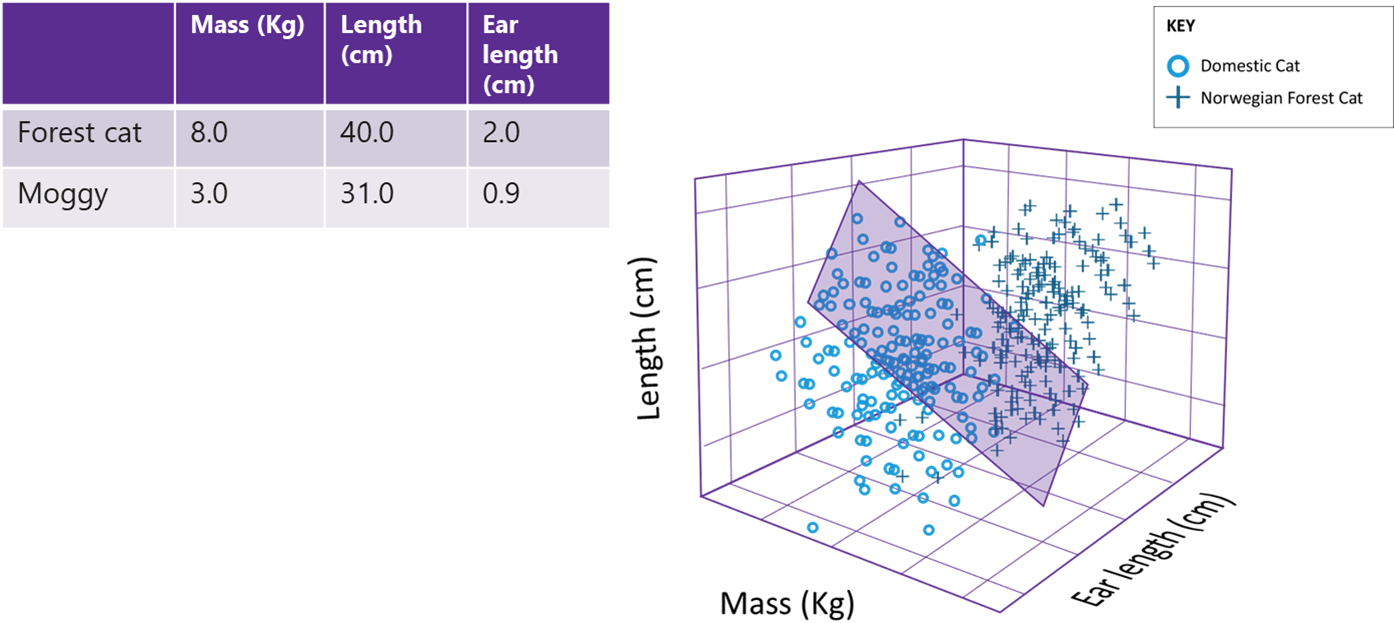 Mass (Kg)
Length
(cm)
Ear
length
(cm)
Forest cat
8.0
40.0
2.0
Moggy
3.0
31.0
0.9
KEY
Domestic Cat
Norwegian Forest Cat
Length (cm)
Mass (Kg)
Ear length (cm)